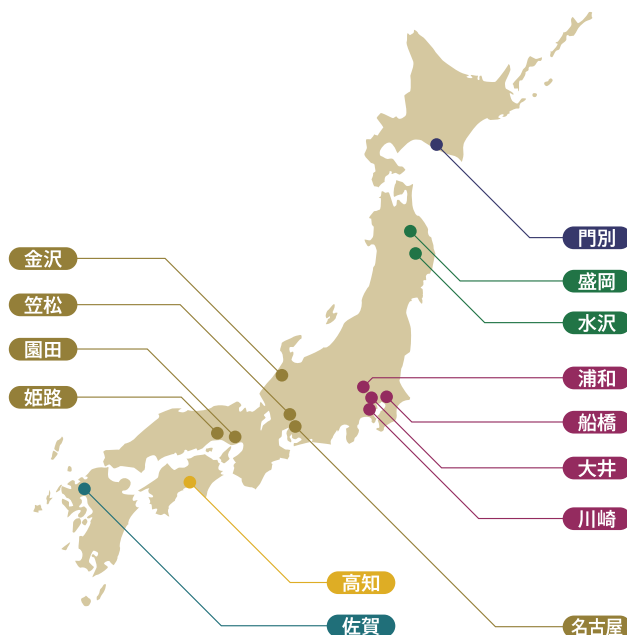 門別
金沢
盛岡
笠松
水沢
園田
浦和
姫路
船橋
大井
川崎
高知
佐賀
名古屋